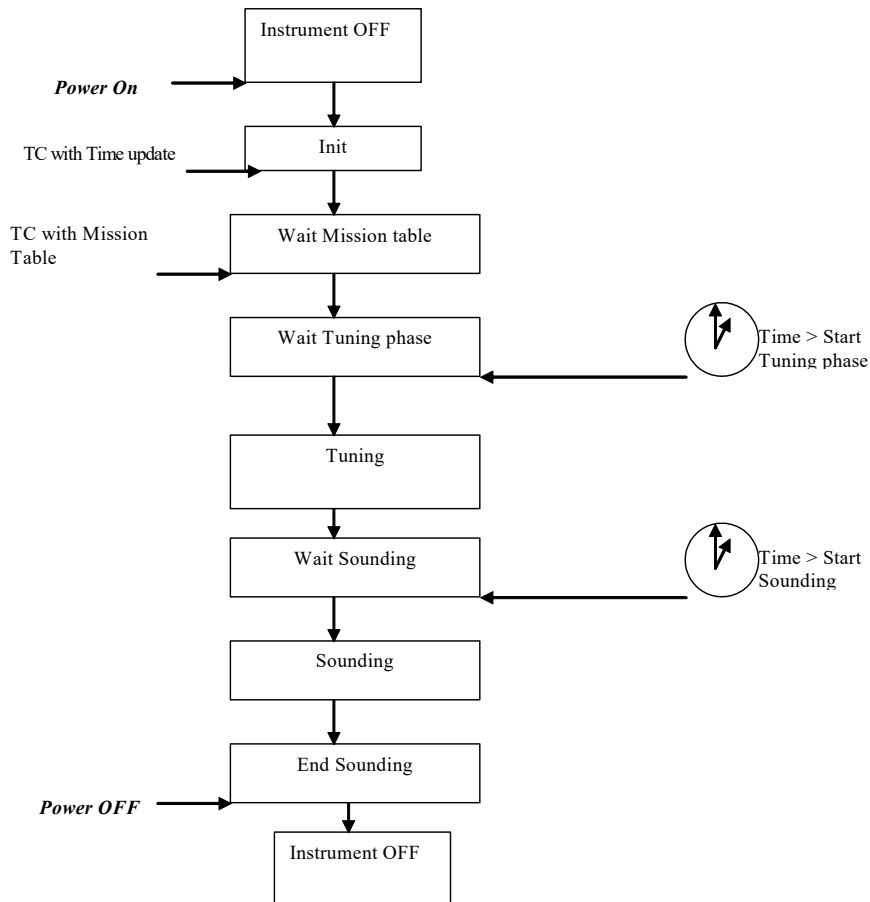 Instrument OFF
Power On
Init
TC with Time update
Wait Mission table
TC with Mission
Table
Wait Tuning phase
Time > Start
Tuning phase
Tuning
Wait Sounding
Time > Start
Sounding
Sounding
End Sounding
Power OFF
Instrument OFF